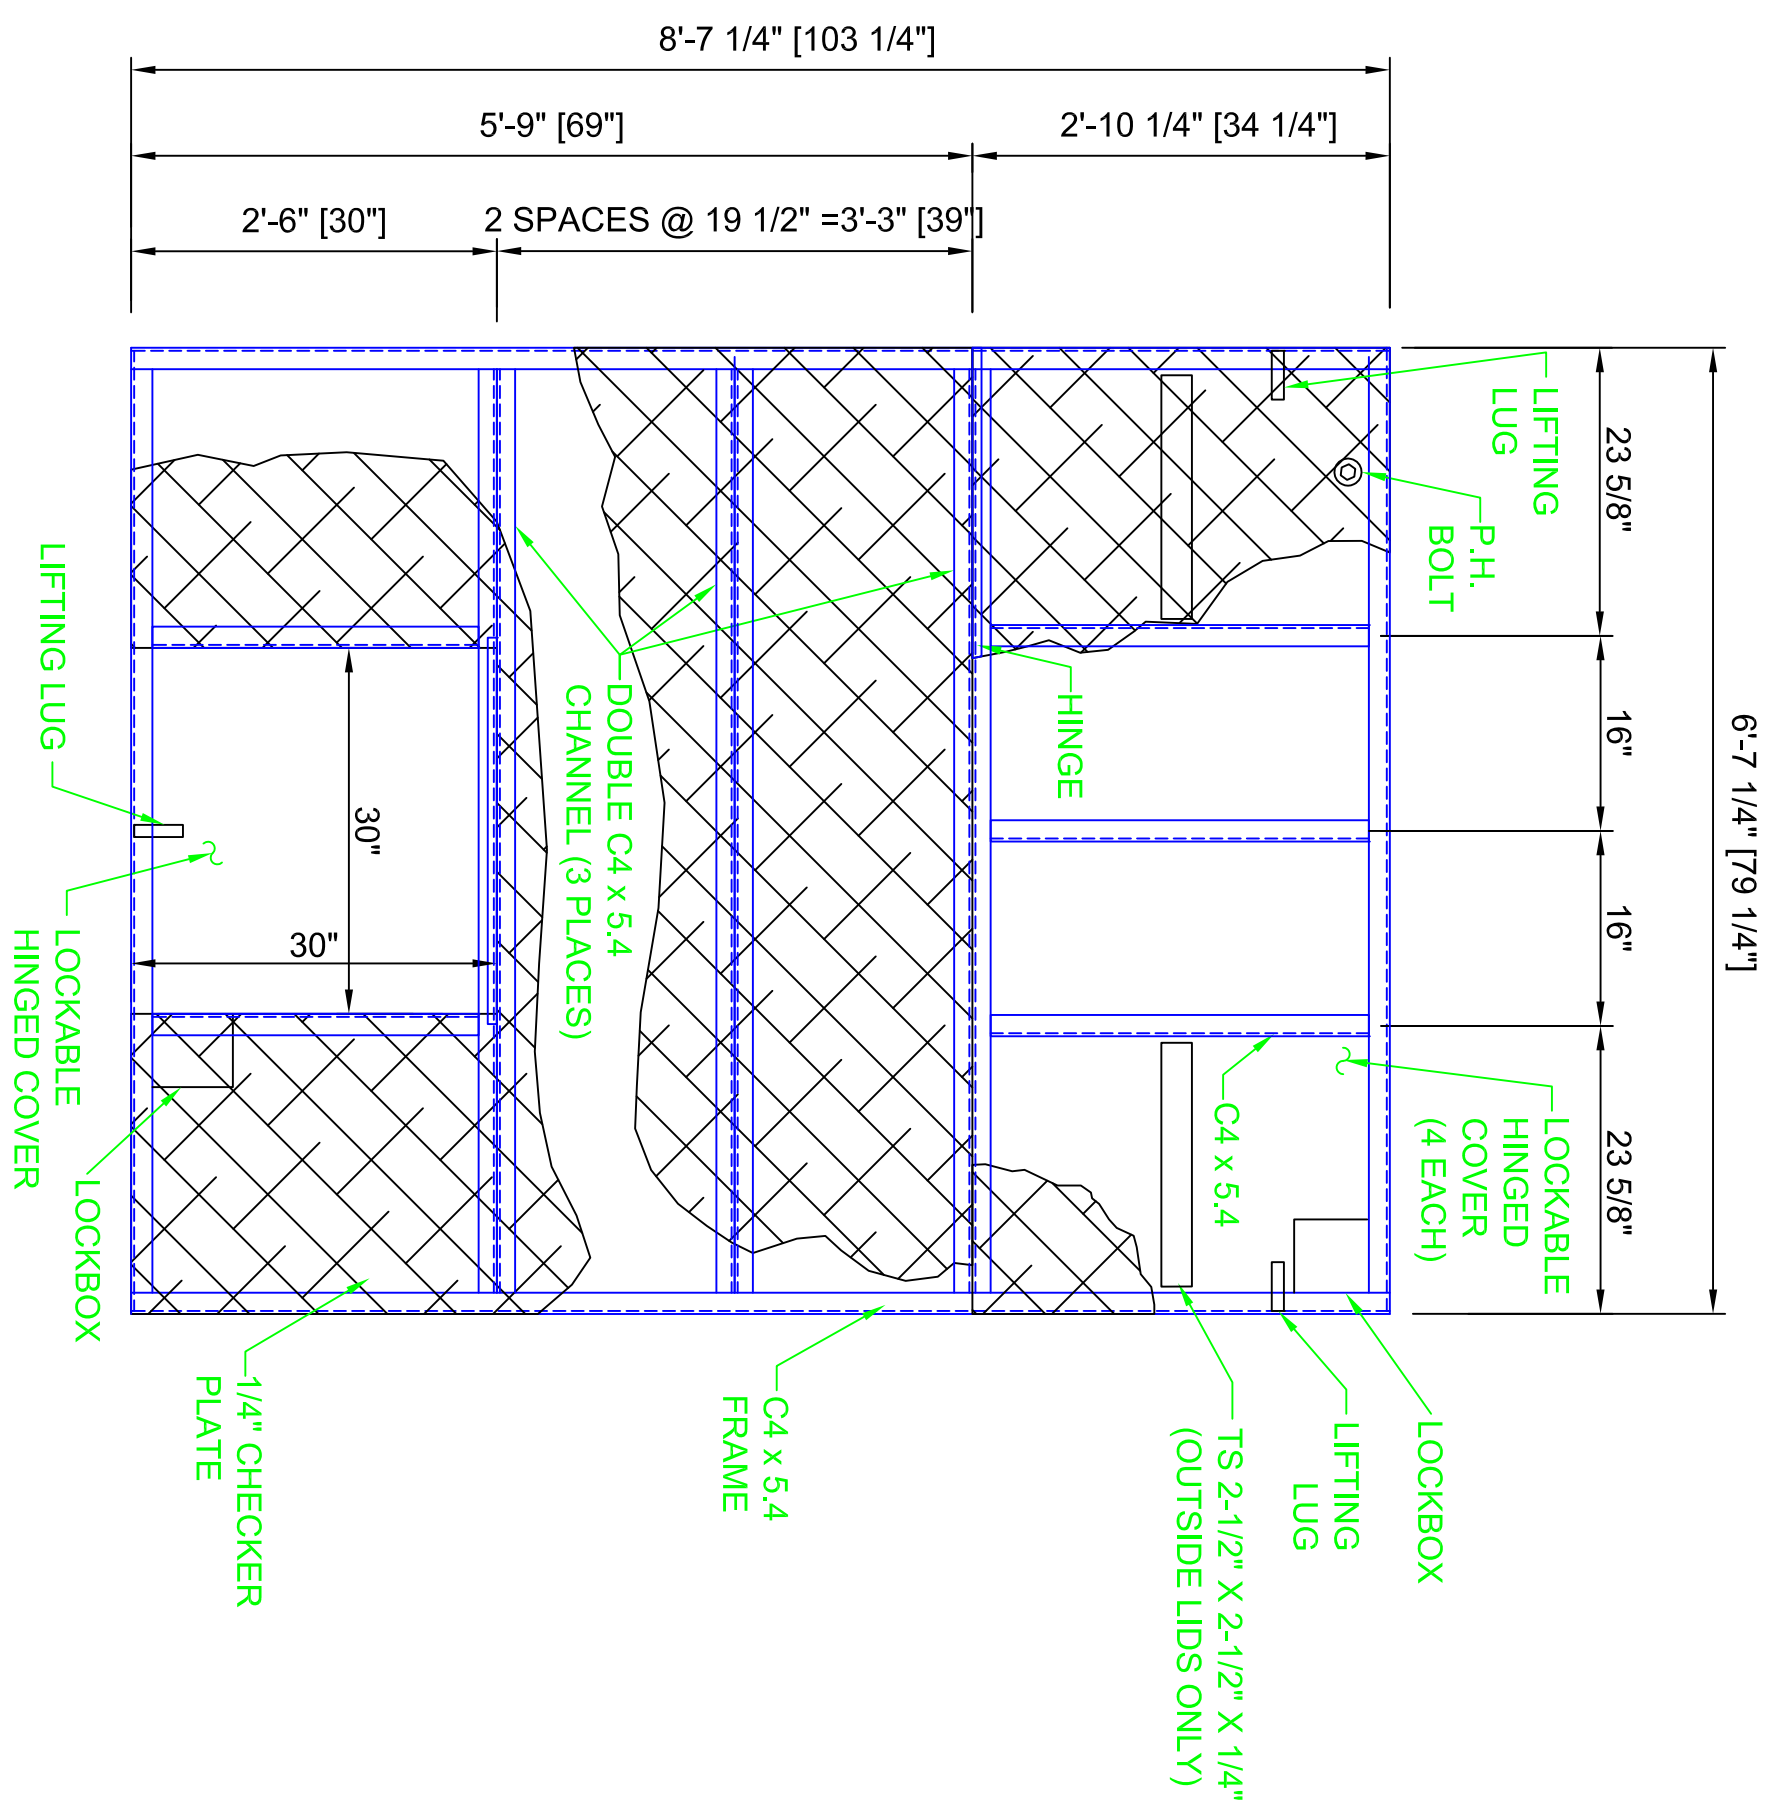 8'-7 1/4" [103 1/4"]
5'-9" [69"]
2'-10 1/4" [34 1/4"]
2'-6" [30"]
2 SPACES @ 19 1/2" =3'-3" [39"]
6'-7 1/4" [79 1/4"]
23 5/8"
16"
16"
23 5/8"
LIFTING
LUG
P.H.
BOLT
HINGE
DOUBLE C4 x 5.4
CHANNEL (3 PLACES)
LOCKABLE
HINGED
COVER
(4 EACH)
C4 x 5.4
30"
30"
LIFTING LUG
LOCKABLE
HINGED COVER
LOCKBOX
1/4" CHECKER
PLATE
C4 x 5.4
FRAME
TS 2-1/2" X 2-1/2" X 1/4"
(OUTSIDE LIDS ONLY)
LIFTING
LUG
LOCKBOX